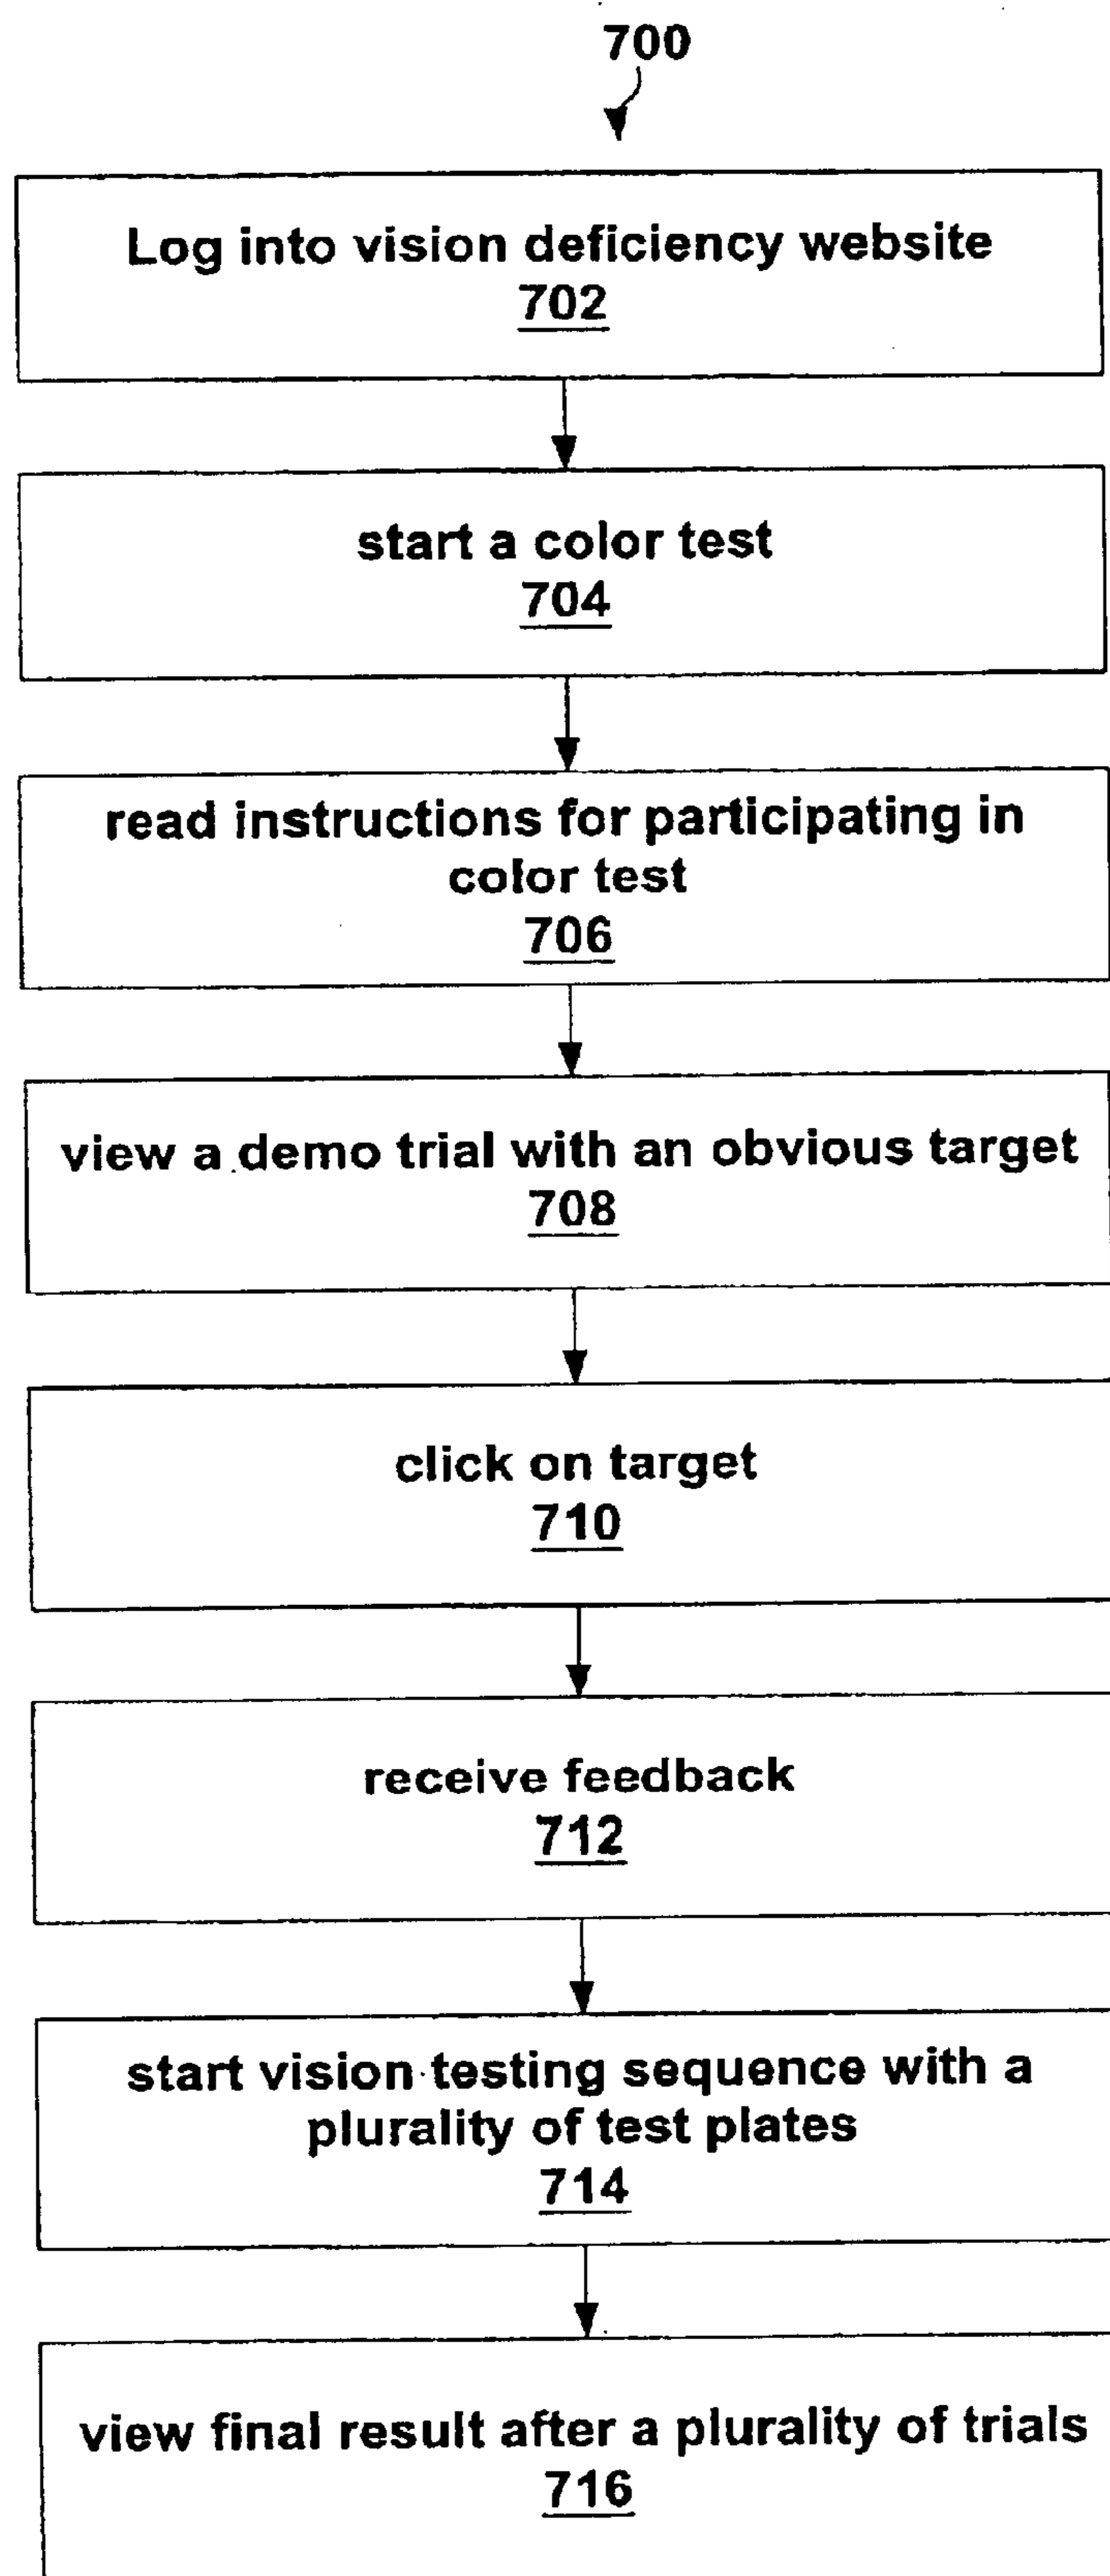 700
Log into vision deficiency website
702
start a color test
704
read instructions for participating in
color test
706
view a demo trial with an obvious target
708
click on target
710
receive feedback
712
start vision testing sequence with a
plurality of test plates
714
view final result after a plurality of trials
716